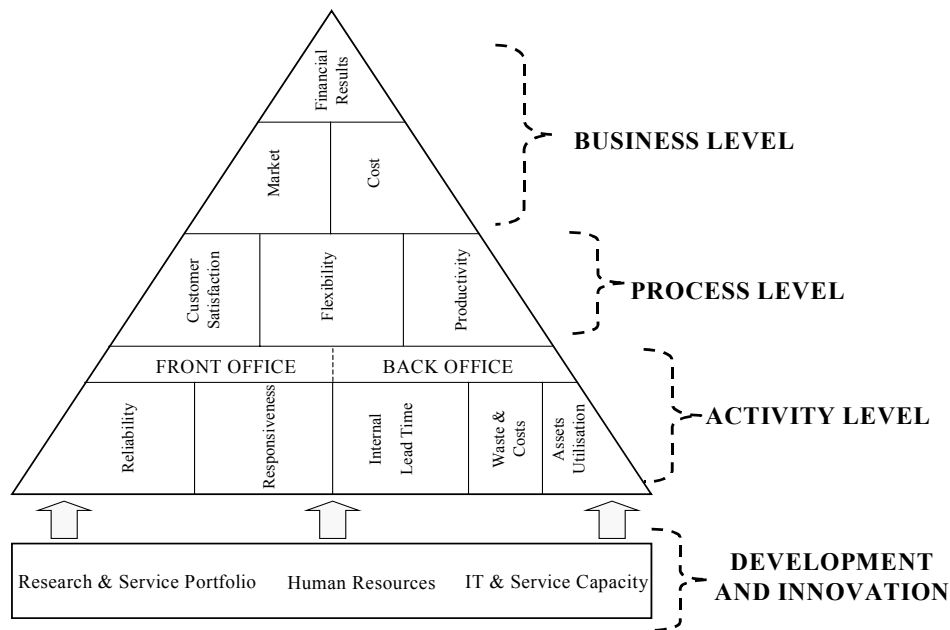 Financial
Results
BUSINESS LEVEL
Market
Cost
Customer
Satisfaction
Flexibility
Productivity
PROCESS LEVEL
FRONT OFFICE
BACK OFFICE
Reliability
Responsiveness
Internal
Lead Time
Waste &
Costs
Assets
Utilisation
ACTIVITY LEVEL
Research & Service Portfolio
Human Resources
IT & Service Capacity
DEVELOPMENT
AND INNOVATION